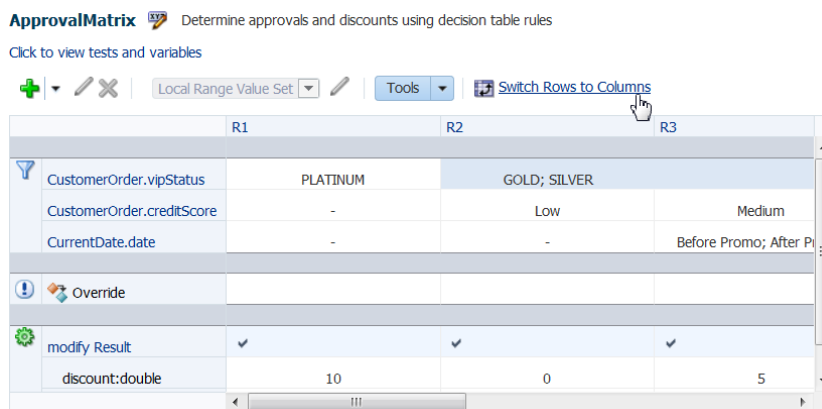 ApprovalMatrix Determine approvals and discounts using decision table rules
Click to view tests and variables
Local Range Value Set Tools Switch Rows to Columns
R1 R2 R3
CustomerOrder.vipStatus PLATINUM GOLD; SILVER
CustomerOrder.creditScore - Low Medium
CurrentDate.date - - Before Promo; After P
Override
modify Result
discount:double 10 0 5